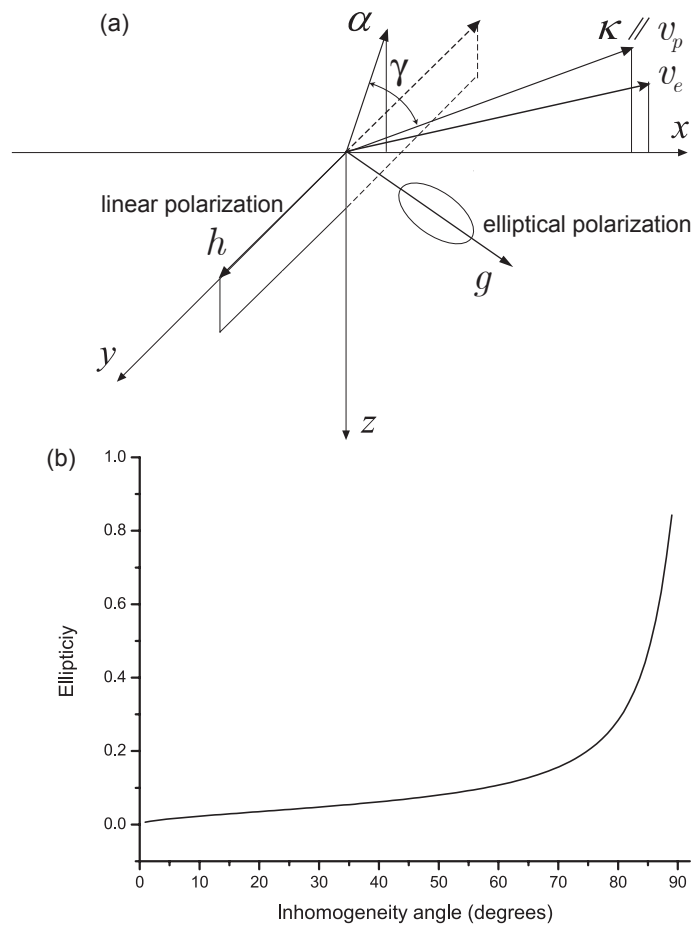 (a)
α
κ // v_p
γ
v_e
x
linear polarization
elliptical polarization
h
g
y
z
(b)
1.0
0.8
0.6
0.4
0.2
0.0
Ellipticiy
0 10 20 30 40 50 60 70 80 90
Inhomogeneity angle (degrees)